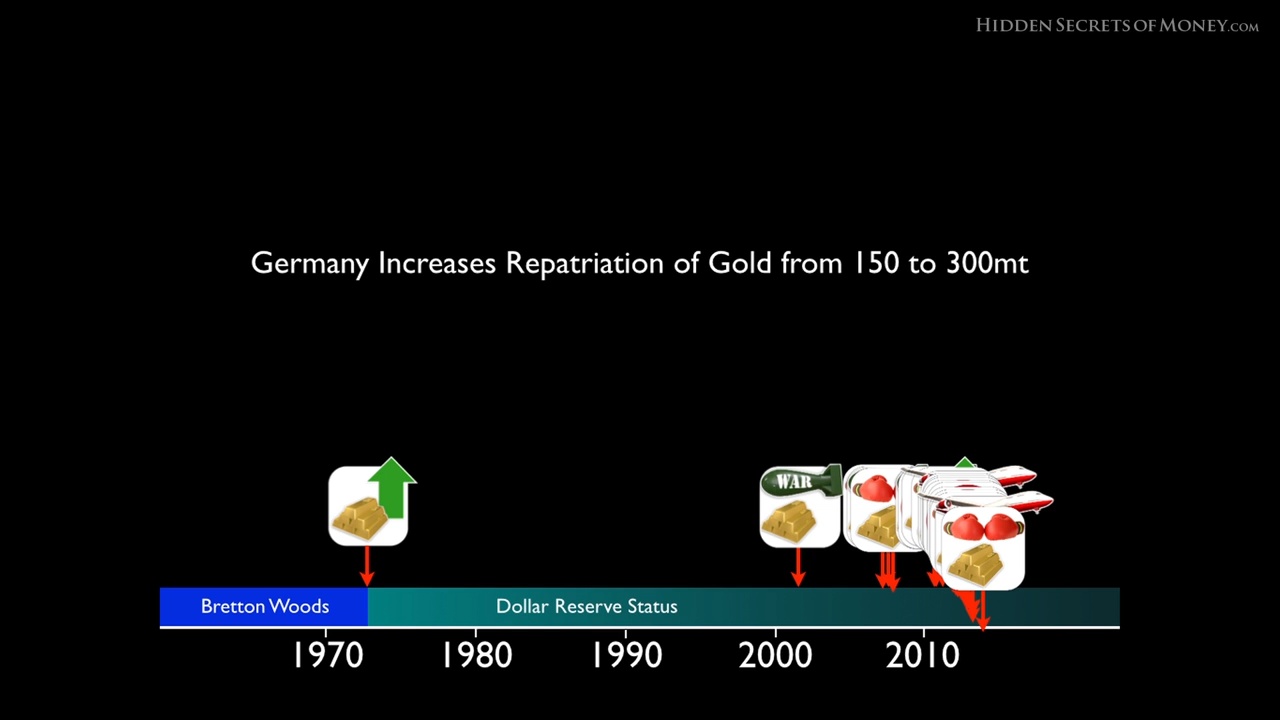 HIDDEN SECRETS OF MONEY.COM
Germany Increases Repatriation of Gold from 150 to 300mt
WAR
Bretton Woods
Dollar Reserve Status
1970 1980 1990 2000 2010